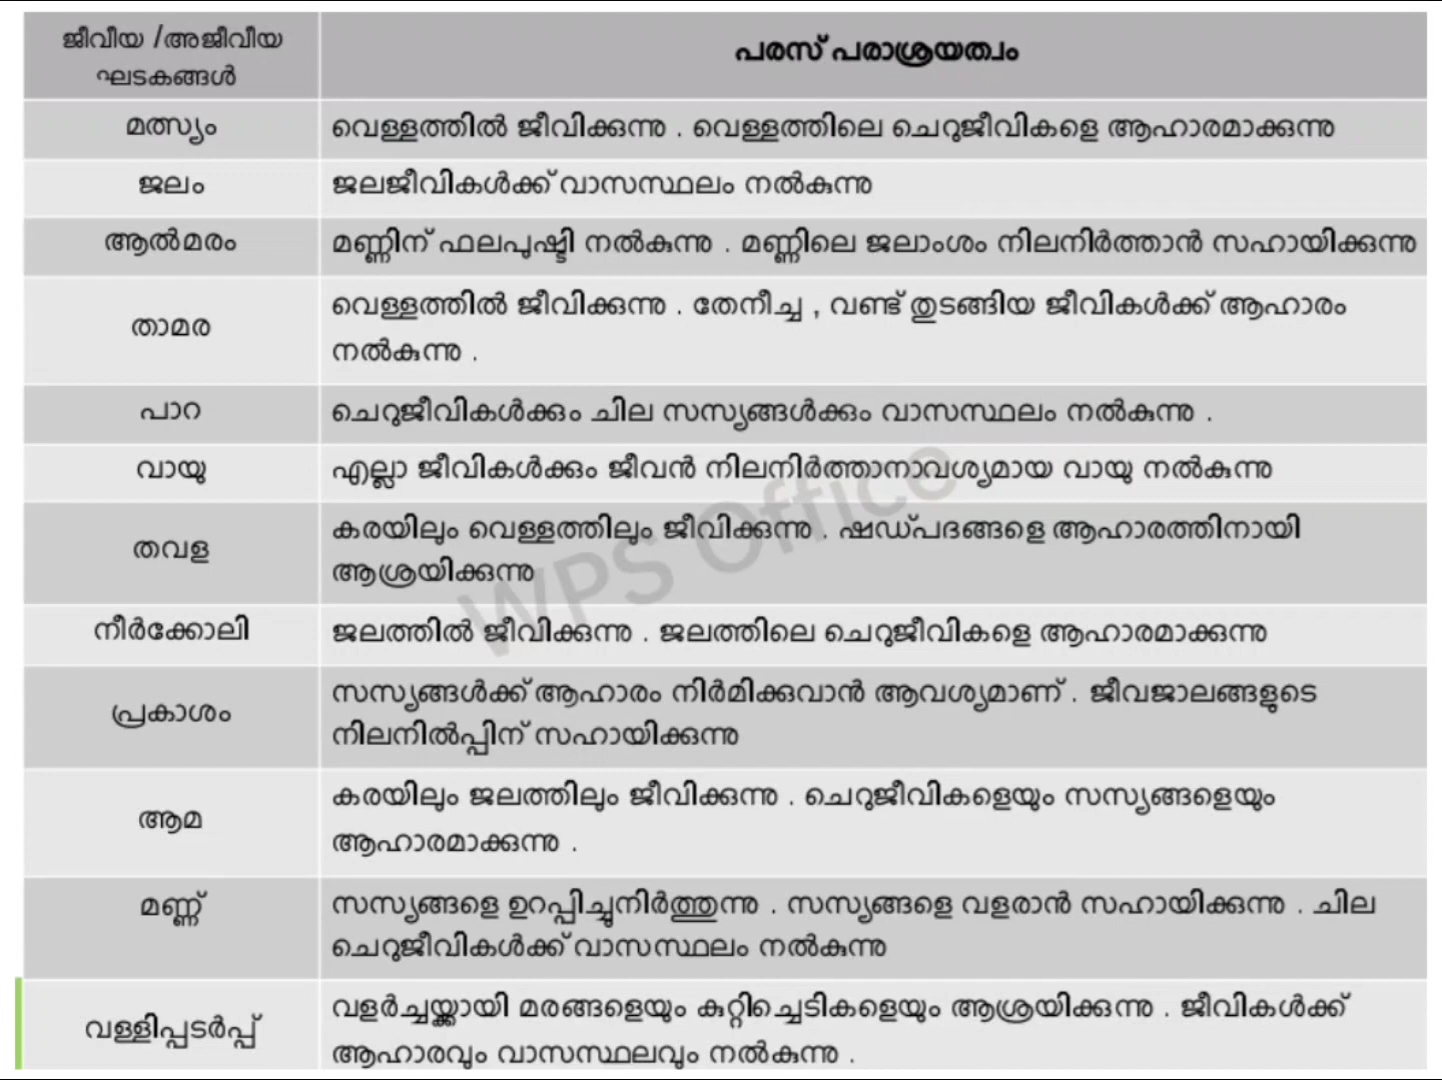 ജീവീയ /അജീവീയ
ഘടകങ്ങൾ
പരസ് പരാശ്രയത്വം
മത്സ്യം
വെള്ളത്തിൽ ജീവിക്കുന്നു . വെള്ളത്തിലെ ചെറുജീവികളെ ആഹാരമാക്കുന്നു
ജലം
ജലജീവികൾക്ക് വാസസ്ഥലം നൽകുന്നു
ആൽമരം
മണ്ണിന് ഫലപുഷ്ടി നൽകുന്നു . മണ്ണിലെ ജലാംശം നിലനിർത്താൻ സഹായിക്കുന്നു
താമര
വെള്ളത്തിൽ ജീവിക്കുന്നു . തേനീച്ച , വണ്ട് തുടങ്ങിയ ജീവികൾക്ക് ആഹാരം
നൽകുന്നു .
പാറ
ചെറുജീവികൾക്കും ചില സസ്യങ്ങൾക്കും വാസസ്ഥലം നൽകുന്നു .
വായു
എല്ലാ ജീവികൾക്കും ജീവൻ നിലനിർത്താനാവശ്യമായ വായു നൽകുന്നു
തവള
കരയിലും വെള്ളത്തിലും ജീവിക്കുന്നു . ഷഡ്പദങ്ങളെ ആഹാരത്തിനായി
ആശ്രയിക്കുന്നു
നീർക്കോലി
ജലത്തിൽ ജീവിക്കുന്നു . ജലത്തിലെ ചെറുജീവികളെ ആഹാരമാക്കുന്നു
പ്രകാശം
സസ്യങ്ങൾക്ക് ആഹാരം നിർമിക്കുവാൻ ആവശ്യമാണ് . ജീവജാലങ്ങളുടെ
നിലനിൽപ്പിന് സഹായിക്കുന്നു
ആമ
കരയിലും ജലത്തിലും ജീവിക്കുന്നു . ചെറുജീവികളെയും സസ്യങ്ങളെയും
ആഹാരമാക്കുന്നു .
മണ്ണ്
സസ്യങ്ങളെ ഉറപ്പിച്ചുനിർത്തുന്നു . സസ്യങ്ങളെ വളരാൻ സഹായിക്കുന്നു . ചില
ചെറുജീവികൾക്ക് വാസസ്ഥലം നൽകുന്നു
വള്ളിപ്പടർപ്പ്
വളർച്ചയ്ക്കായി മരങ്ങളെയും കുറ്റിച്ചെടികളെയും ആശ്രയിക്കുന്നു . ജീവികൾക്ക്
ആഹാരവും വാസസ്ഥലവും നൽകുന്നു .
WPS Office